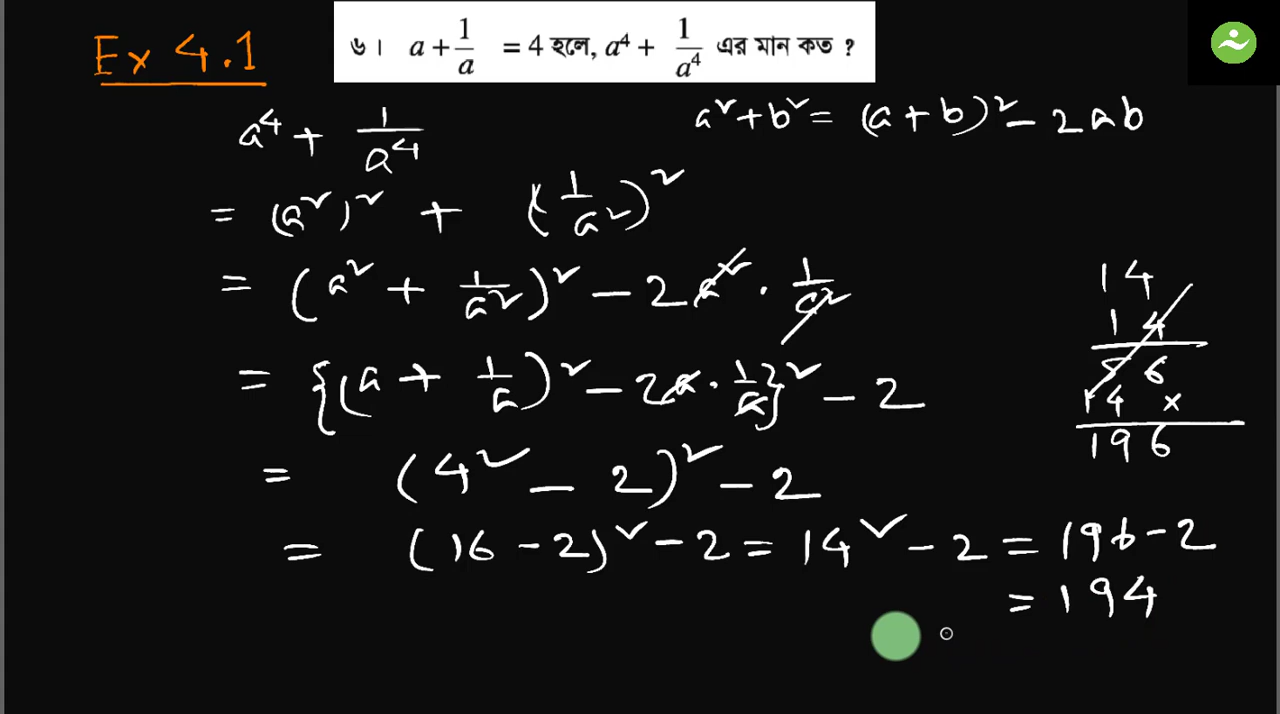 Ex 4.1
৬। a + 1/a = 4 হলে, a⁴ + 1/a⁴ এর মান কত ?
a² + b² = (a + b)² - 2ab
a⁴ + 1/a⁴
= (a²)² + (1/a²)²
= (a² + 1/a²)² - 2a² · 1/a²
= {(a + 1/a)² - 2a · 1/a}² - 2
= (4² - 2)² - 2
= (16 - 2)² - 2 = 14² - 2 = 196 - 2
= 194
14
14
56
14 ×
196